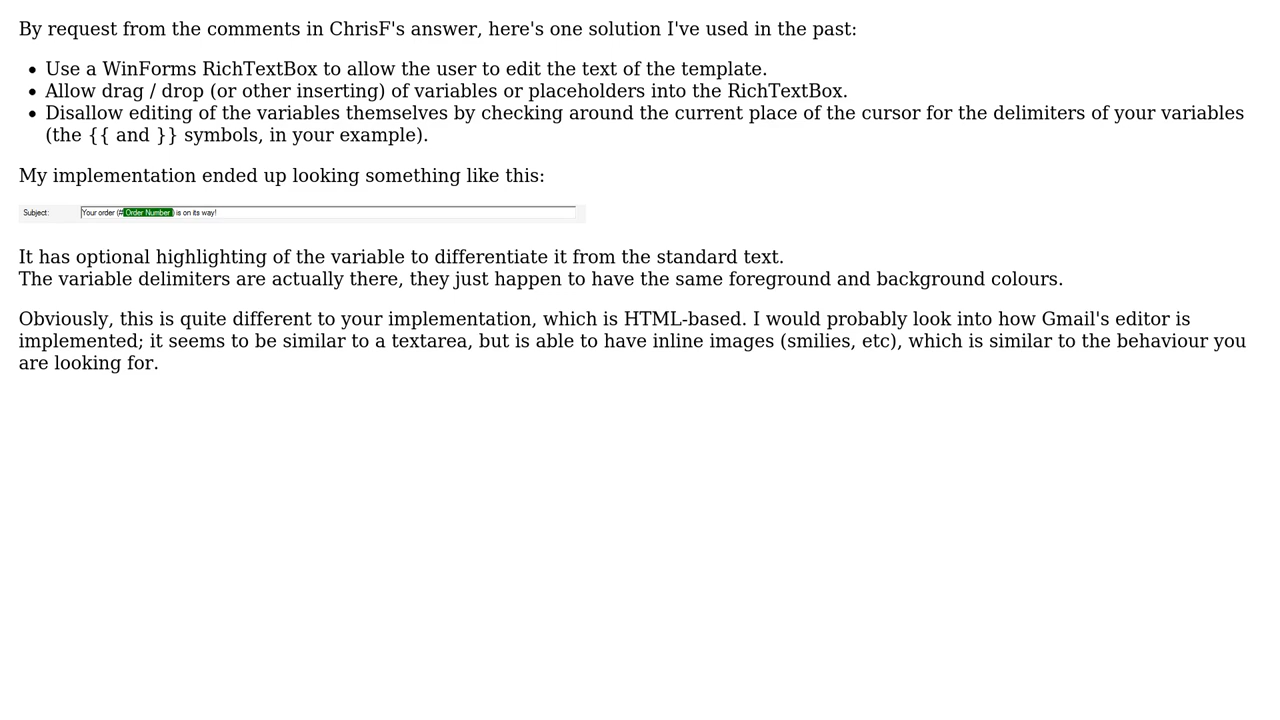 By request from the comments in ChrisF's answer, here's one solution I've used in the past:
• Use a WinForms RichTextBox to allow the user to edit the text of the template.
• Allow drag / drop (or other inserting) of variables or placeholders into the RichTextBox.
• Disallow editing of the variables themselves by checking around the current place of the cursor for the delimiters of your variables
(the {{ and }} symbols, in your example).
My implementation ended up looking something like this:
Subject: Your order (# Order Number ) is on its way!
It has optional highlighting of the variable to differentiate it from the standard text.
The variable delimiters are actually there, they just happen to have the same foreground and background colours.
Obviously, this is quite different to your implementation, which is HTML-based. I would probably look into how Gmail's editor is
implemented; it seems to be similar to a textarea, but is able to have inline images (smilies, etc), which is similar to the behaviour you
are looking for.